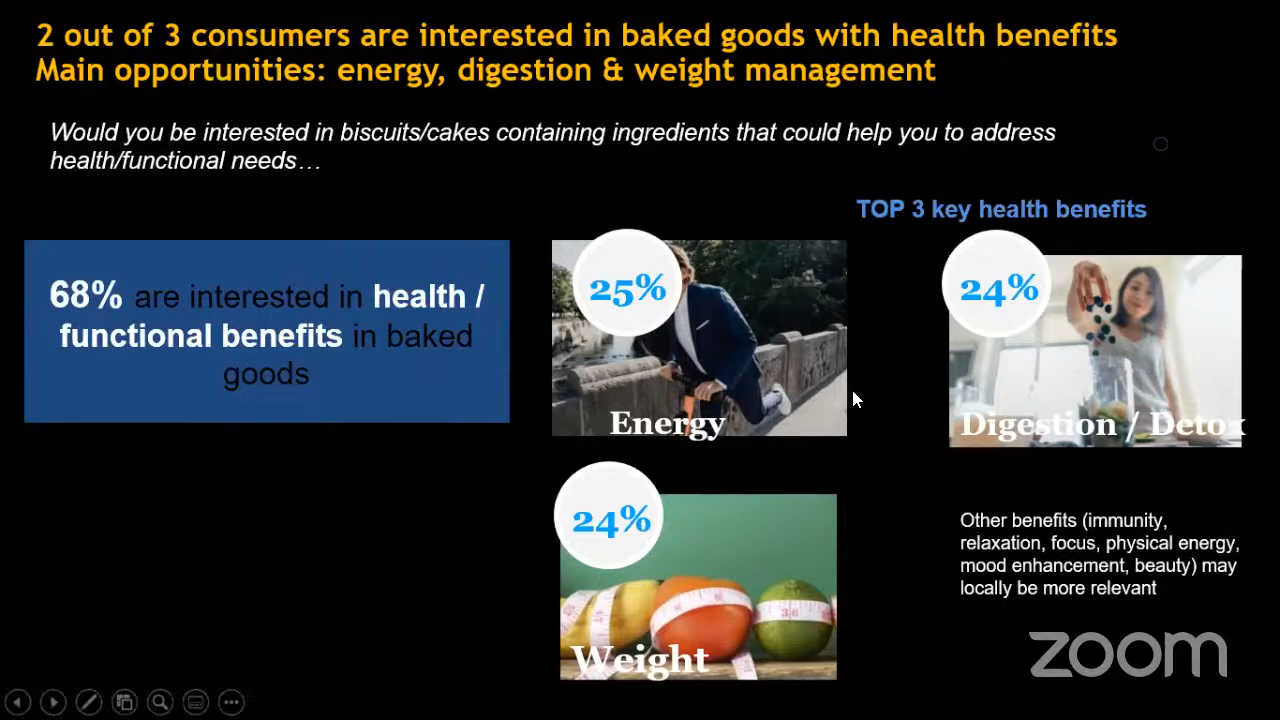 2 out of 3 consumers are interested in baked goods with health benefits
Main opportunities: energy, digestion & weight management
Would you be interested in biscuits/cakes containing ingredients that could help you to address
health/functional needs…
TOP 3 key health benefits
68% are interested in health /
functional benefits in baked
goods
25%
Energy
24%
Digestion / Detox
24%
Weight
Other benefits (immunity,
relaxation, focus, physical energy,
mood enhancement, beauty) may
locally be more relevant
zoom